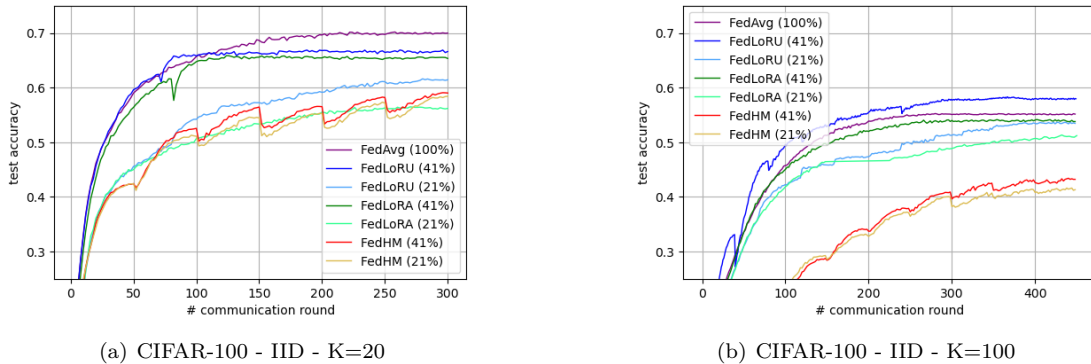 0.7
0.6
0.5
0.4
0.3
test accuracy
FedAvg (100%)
FedLoRU (41%)
FedLoRU (21%)
FedLoRA (41%)
FedLoRA (21%)
FedHM (41%)
FedHM (21%)
0 50 100 150 200 250 300
# communication round
(a) CIFAR-100 - IID - K=20
0.7
0.6
0.5
0.4
0.3
test accuracy
FedAvg (100%)
FedLoRU (41%)
FedLoRU (21%)
FedLoRA (41%)
FedLoRA (21%)
FedHM (41%)
FedHM (21%)
0 100 200 300 400
# communication round
(b) CIFAR-100 - IID - K=100